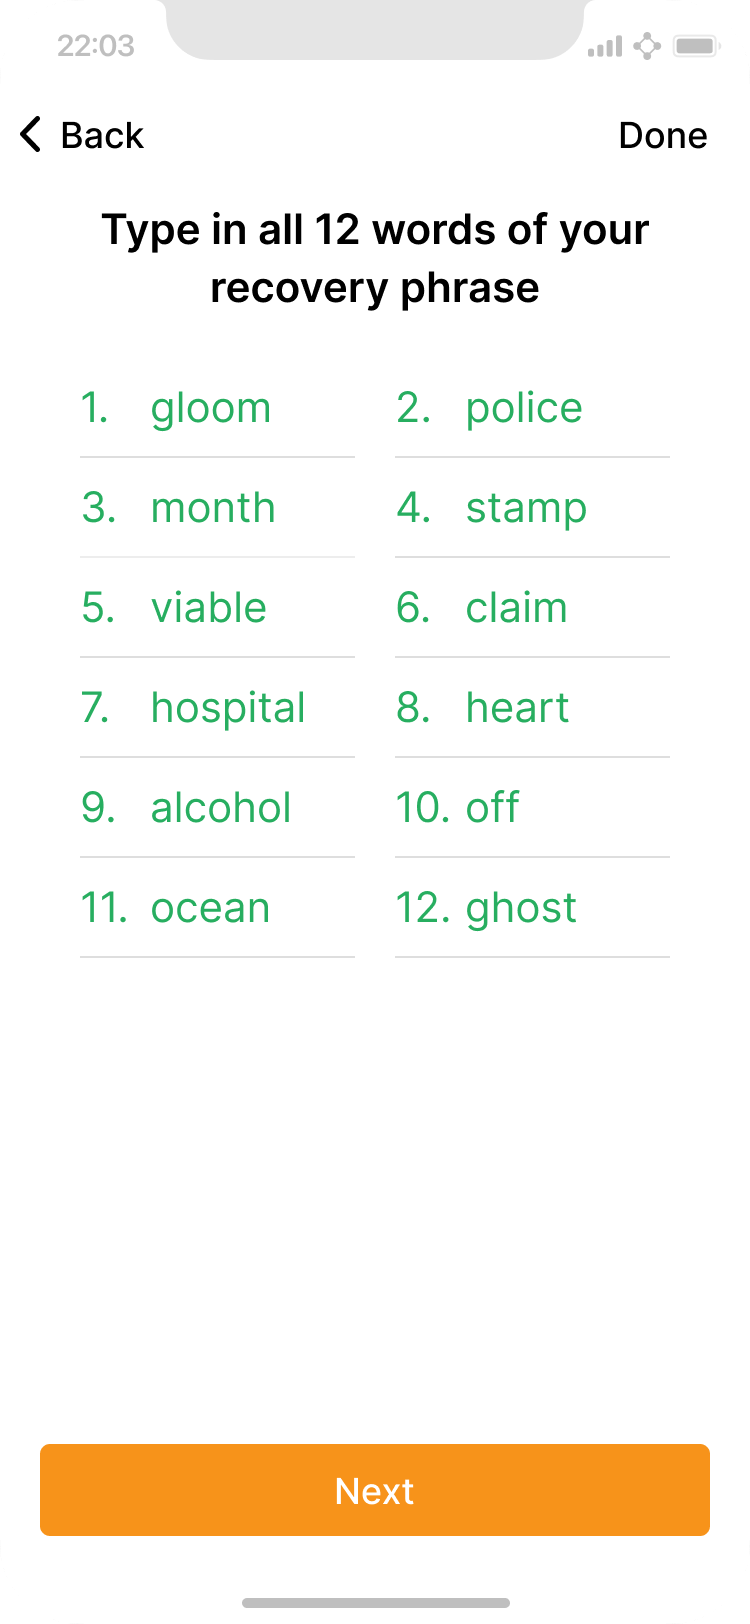 22:03
Back
Done
Type in all 12 words of your
recovery phrase
1. gloom
2. police
3. month
4. stamp
5. viable
6. claim
7. hospital
8. heart
9. alcohol
10. off
11. ocean
12. ghost
Next